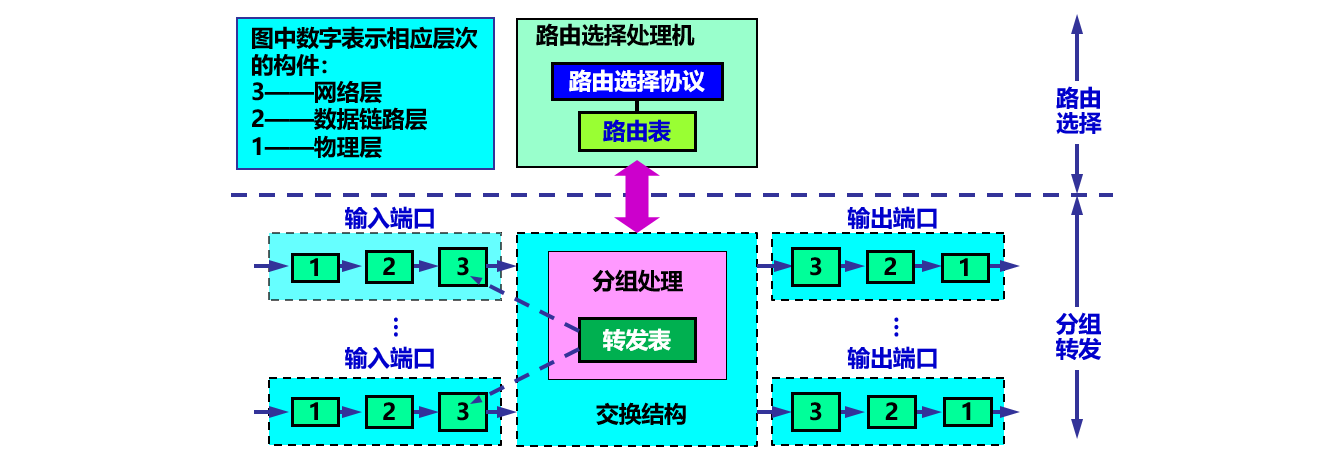 图中数字表示相应层次
的构件：
3——网络层
2——数据链路层
1——物理层
路由选择处理机
路由选择协议
路由表
路由
选择
输入端口
输出端口
1
2
3
分组处理
转发表
3
2
1
…
…
分组
转发
输入端口
输出端口
1
2
3
交换结构
3
2
1